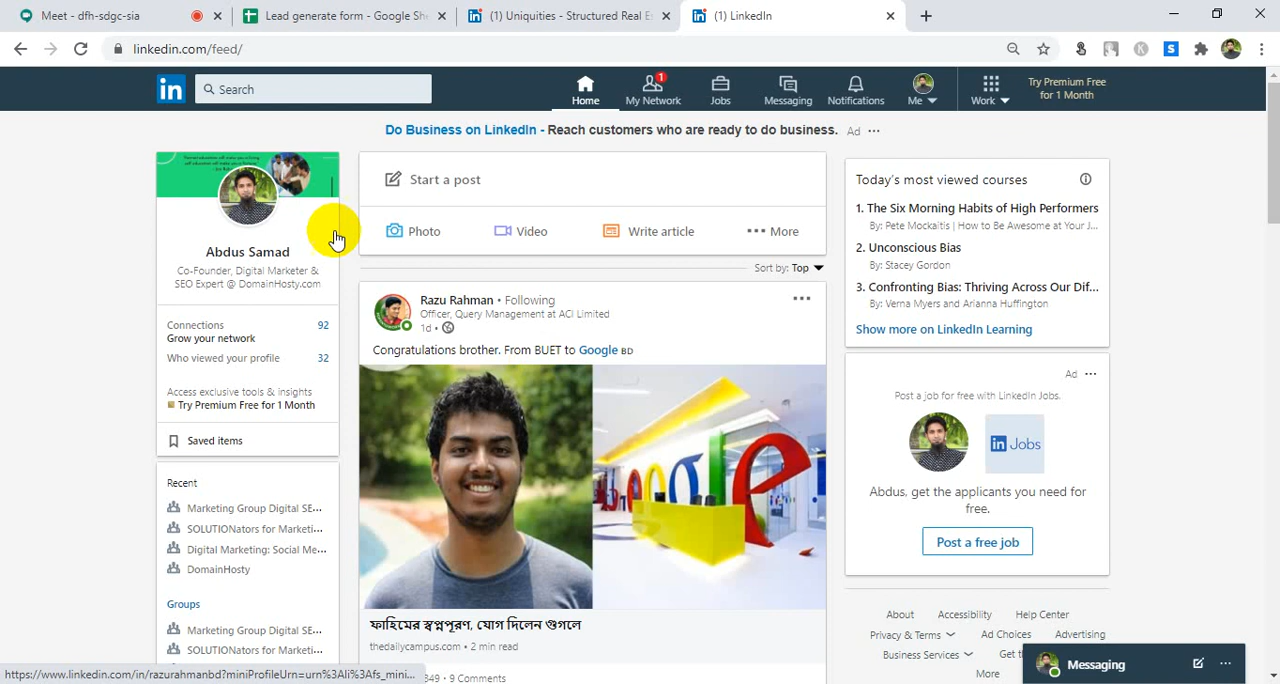 Meet - dfh-sdgc-sia
Lead generate form - Google She
(1) Uniquities - Structured Real Es
(1) LinkedIn
linkedin.com/feed/
Search
Home
My Network
1
Jobs
Messaging
Notifications
Me
Work
Try Premium Free
for 1 Month
Do Business on LinkedIn - Reach customers who are ready to do business.
Ad
Abdus Samad
Co-Founder, Digital Marketer &
SEO Expert @ DomainHosty.com
Connections 92
Grow your network
Who viewed your profile 32
Access exclusive tools & insights
Try Premium Free for 1 Month
Saved items
Recent
Marketing Group Digital SE...
SOLUTIONators for Marketi...
Digital Marketing: Social Me...
DomainHosty
Groups
Marketing Group Digital SE...
SOLUTIONators for Marketi...
Start a post
Photo
Video
Write article
More
Sort by: Top
Razu Rahman • Following
Officer, Query Management at ACI Limited
1d •
Congratulations brother. From BUET to Google BD
ফাহিমের স্বপ্নপূরণ, যোগ দিলেন গুগলে
thedailycampus.com • 2 min read
849 • 9 Comments
Today's most viewed courses
1. The Six Morning Habits of High Performers
By: Pete Mockaitis | How to Be Awesome at Your J...
2. Unconscious Bias
By: Stacey Gordon
3. Confronting Bias: Thriving Across Our Dif...
By: Verna Myers and Arianna Huffington
Show more on LinkedIn Learning
Ad
Post a job for free with LinkedIn Jobs.
in Jobs
Abdus, get the applicants you need for
free.
Post a free job
About
Accessibility
Help Center
Privacy & Terms
Ad Choices
Advertising
Business Services
Get th
More
Messaging
https://www.linkedin.com/in/razurahmanbd?miniProfileUrn=urn%3Ali%3Afs_mini...